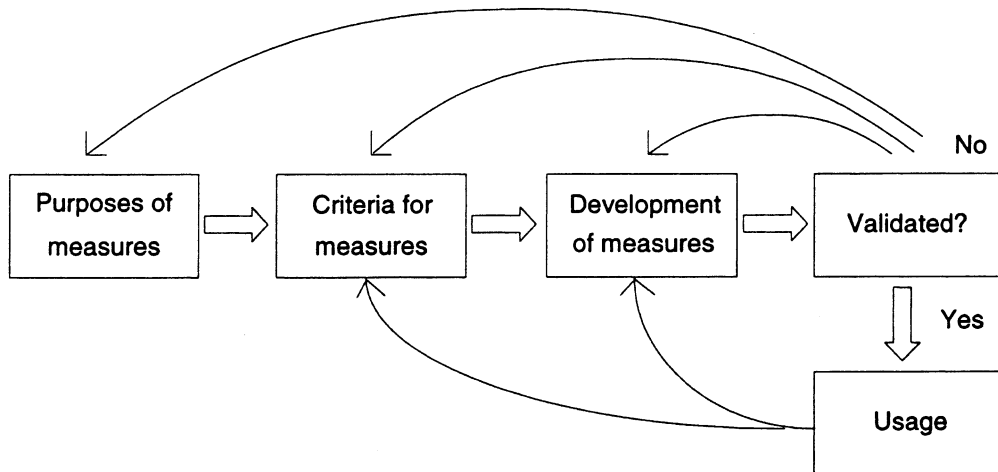 No
Purposes of
measures
Criteria for
measures
Development
of measures
Validated?
Yes
Usage